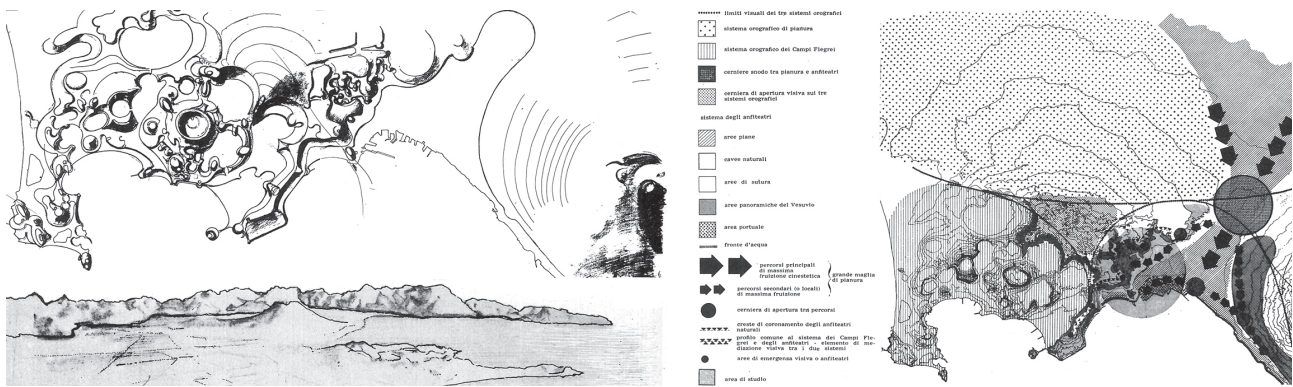 limiti visuali dei tre sistemi orografici
sistema orografico di pianura
sistema orografico dei Campi Flegrei
cerniere snodo tra pianura e anfiteatri
cerniera di apertura visiva sui tre
sistemi orografici
sistema degli anfiteatri
aree piane
cavee naturali
aree di sutura
aree panoramiche del Vesuvio
area portuale
fronte d'acqua
percorsi principali
di massima
fruizione cinestetica
percorsi secondari (o locali)
di massima fruizione
grande maglia
di pianura
cerniere di apertura tra percorsi
creste di coronamento degli anfiteatri
naturali
profilo comune al sistema dei Campi Fle-
grei e degli anfiteatri - elemento di me-
diazione visiva tra i due sistemi
aree di emergenza visiva o anfiteatri
area di studio